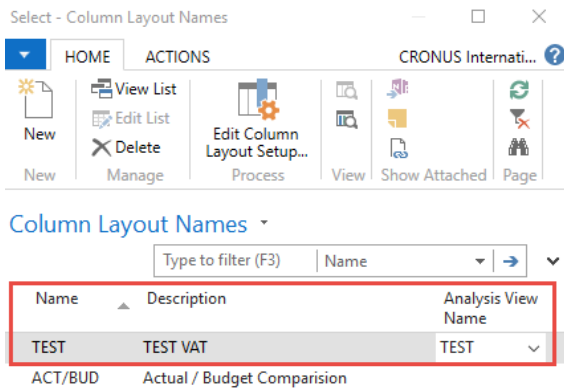 Select - Column Layout Names
HOME ACTIONS CRONUS Internati... ?
New
View List
Edit List
Delete
Edit Column
Layout Setup...
New Manage Process View Show Attached Page
Column Layout Names
Type to filter (F3) Name
Name Description Analysis View
Name
TEST TEST VAT TEST
ACT/BUD Actual / Budget Comparision